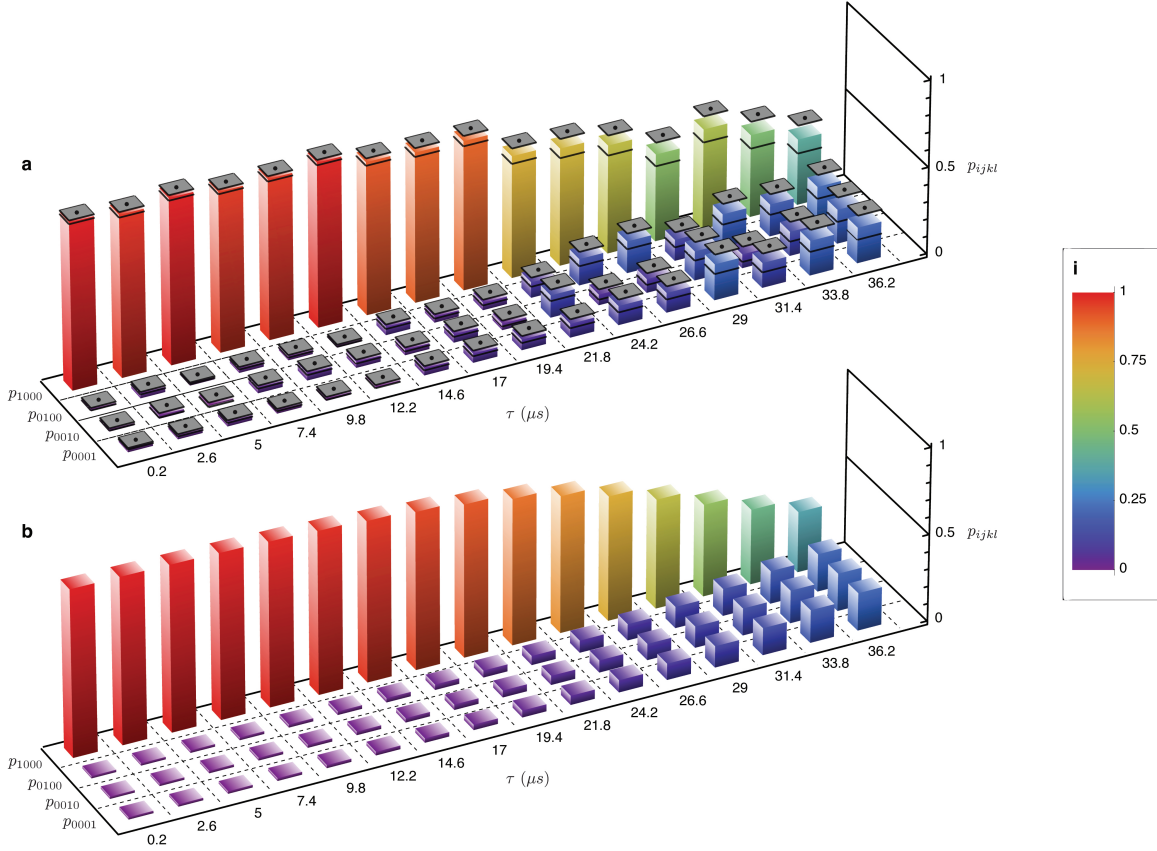 a
1
0.5
0
p_{ijkl}
p_{1000}
p_{0100}
p_{0010}
p_{0001}
0.2
2.6
5
7.4
9.8
12.2
14.6
17
19.4
21.8
24.2
26.6
29
31.4
33.8
36.2
τ (μs)
i
1
0.75
0.5
0.25
0
b
1
0.5
0
p_{ijkl}
p_{1000}
p_{0100}
p_{0010}
p_{0001}
0.2
2.6
5
7.4
9.8
12.2
14.6
17
19.4
21.8
24.2
26.6
29
31.4
33.8
36.2
τ (μs)